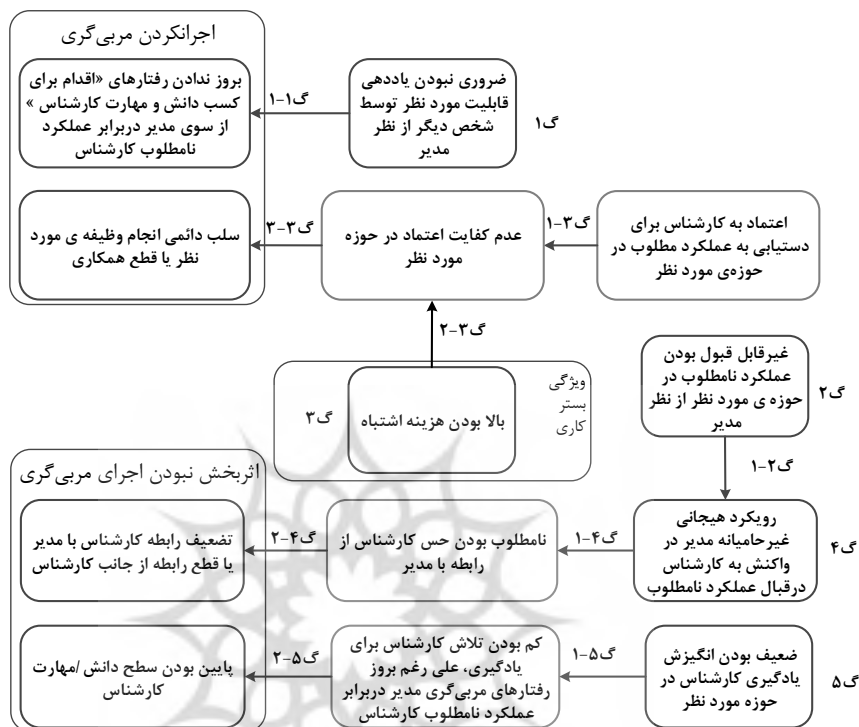 اجرانکردن مربی‌گری
بروز ندادن رفتارهای «اقدام برای
کسب دانش و مهارت کارشناس »
از سوی مدیر دربرابر عملکرد
نامطلوب کارشناس
گ۱-۱
ضروری نبودن یاددهی
قابلیت مورد نظر توسط
شخص دیگر از نظر
مدیر
گ۱
سلب دائمی انجام وظیفه ی مورد
نظر یا قطع همکاری
گ۳-۳
عدم کفایت اعتماد در حوزه
مورد نظر
گ۳-۱
اعتماد به کارشناس برای
دستیابی به عملکرد مطلوب در
حوزه‌ی مورد نظر
گ۳-۲
ویژگی
بستر
کاری
بالا بودن هزینه اشتباه
گ۳
غیرقابل قبول بودن
عملکرد نامطلوب در
حوزه ی مورد نظر از نظر
مدیر
گ۲
گ۲-۱
اثربخش نبودن اجرای مربی‌گری
تضعیف رابطه کارشناس با مدیر
یا قطع رابطه از جانب کارشناس
گ۴-۲
نامطلوب بودن حس کارشناس از
رابطه با مدیر
گ۴-۱
رویکرد هیجانی
غیرحامیانه مدیر در
واکنش به کارشناس
درقبال عملکرد نامطلوب
گ۴
پایین بودن سطح دانش /مهارت
کارشناس
گ۵-۲
کم بودن تلاش کارشناس برای
یادگیری، علی رغم بروز
رفتارهای مربی‌گری مدیر دربرابر
عملکرد نامطلوب کارشناس
گ۵-۱
ضعیف بودن انگیزش
یادگیری کارشناس در
حوزه مورد نظر
گ۵